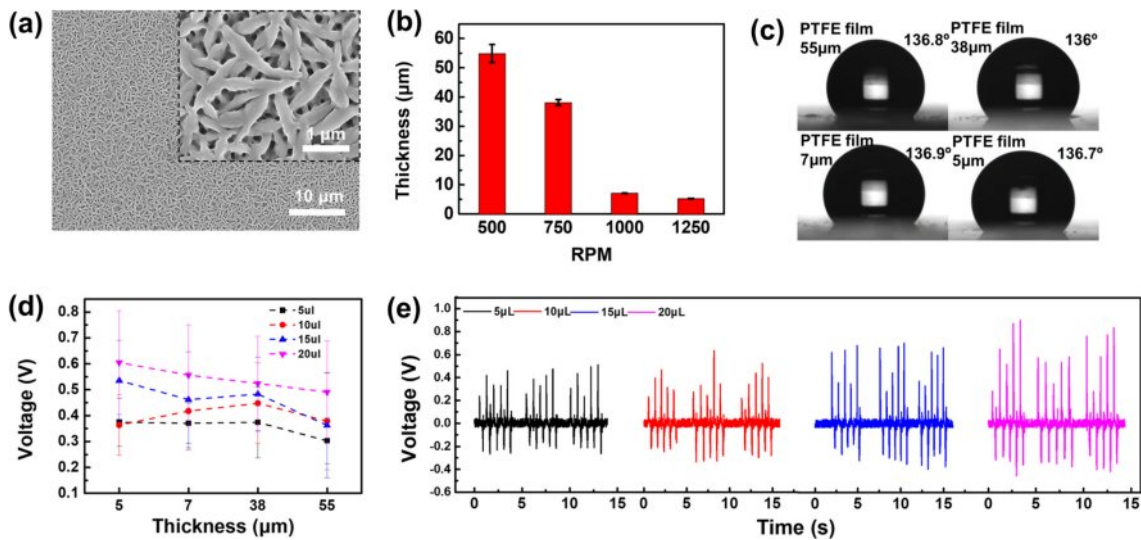 (a)
1 µm
10 µm
(b)
Thickness (µm)
60
50
40
30
20
10
0
500 750 1000 1250
RPM
(c)
PTFE film
55µm
136.8º
PTFE film
38µm
136º
PTFE film
7µm
136.9º
PTFE film
5µm
136.7º
(d)
Voltage (V)
0.8
0.7
0.6
0.5
0.4
0.3
0.2
0.1
5ul
10ul
15ul
20ul
5 7 38 55
Thickness (µm)
(e)
Voltage (V)
1.0
0.8
0.6
0.4
0.2
0.0
-0.2
-0.4
-0.6
5µL 10µL 15µL 20µL
0 5 10 15 0 5 10 15 0 5 10 15 0 5 10 15
Time (s)